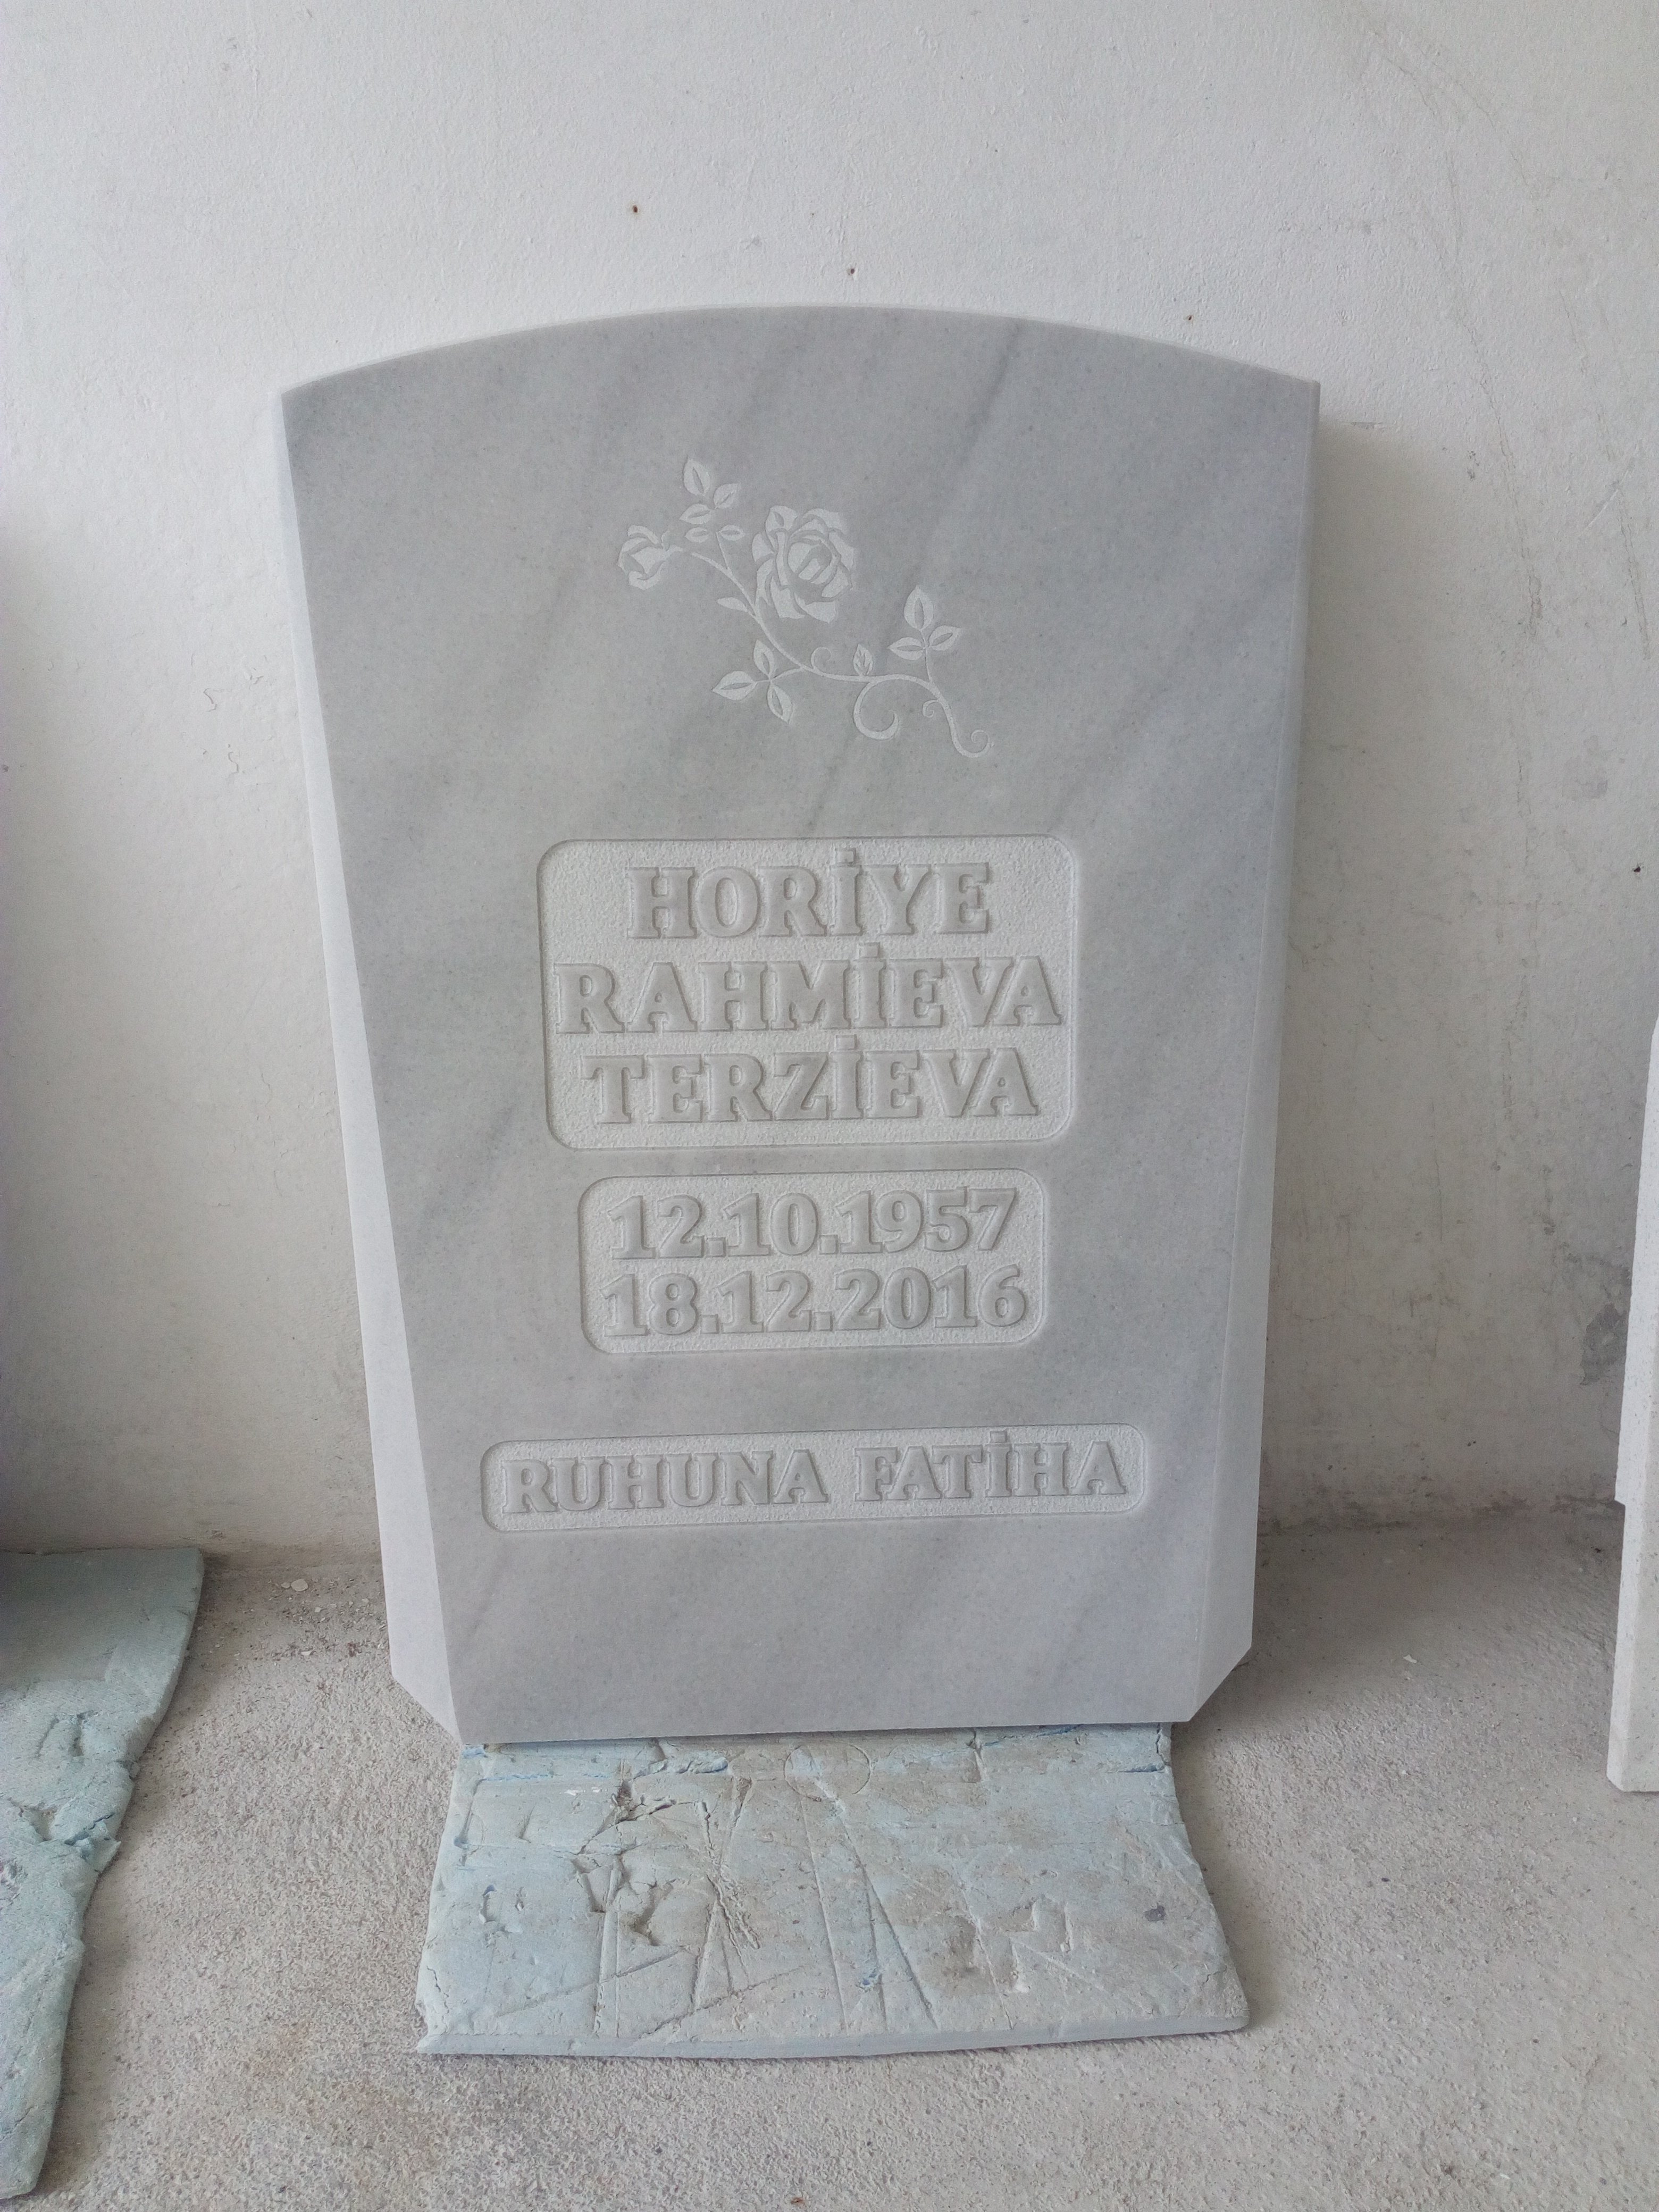 HORİYE
RAHMİEVA
TERZİEVA
12.10.1957
18.12.2016
RUHUNA FATİHA